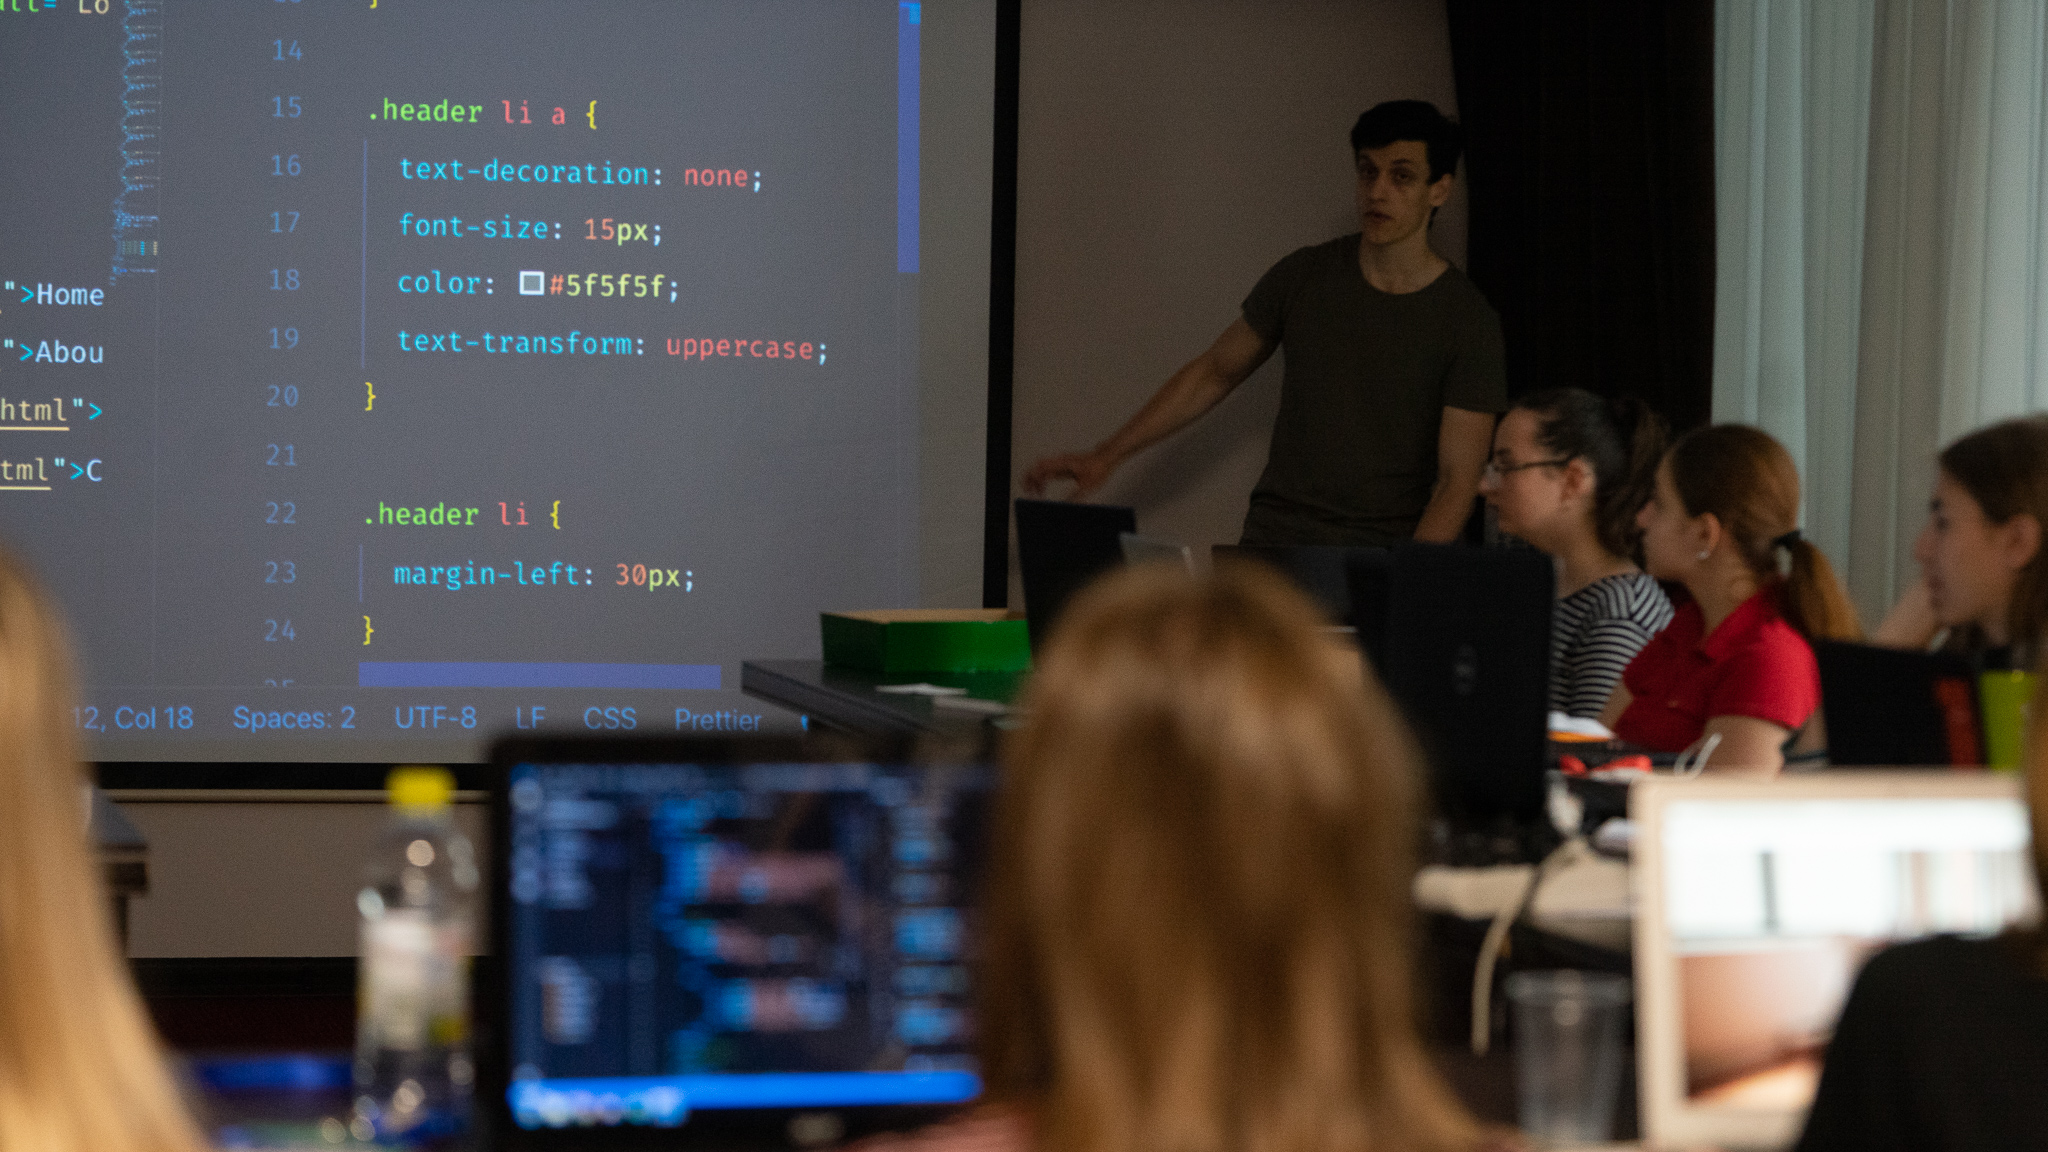 Lo
">Home
">Abou
html">
tml">C
14
15 .header li a {
16 text-decoration: none;
17 font-size: 15px;
18 color: #5f5f5f;
19 text-transform: uppercase;
20 }
21
22 .header li {
23 margin-left: 30px;
24 }
12, Col 18 Spaces: 2 UTF-8 LF CSS Prettier